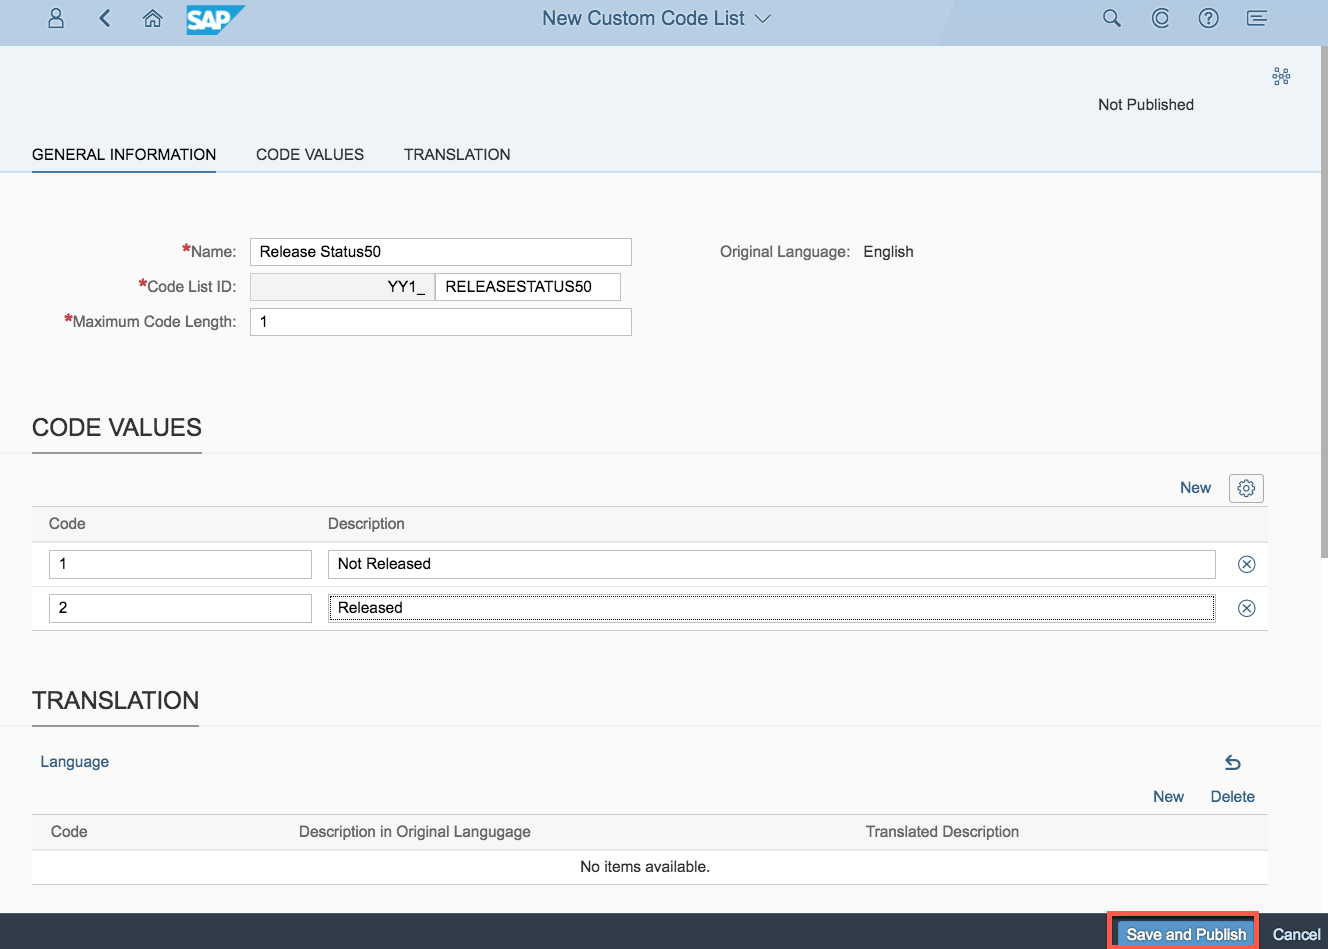 SAP New Custom Code List
Not Published
GENERAL INFORMATION CODE VALUES TRANSLATION
*Name: Release Status50 Original Language: English
*Code List ID: YY1_ RELEASESTATUS50
*Maximum Code Length: 1
CODE VALUES
New
Code Description
1 Not Released
2 Released
TRANSLATION
Language
New Delete
Code Description in Original Langugage Translated Description
No items available.
Save and Publish Cancel